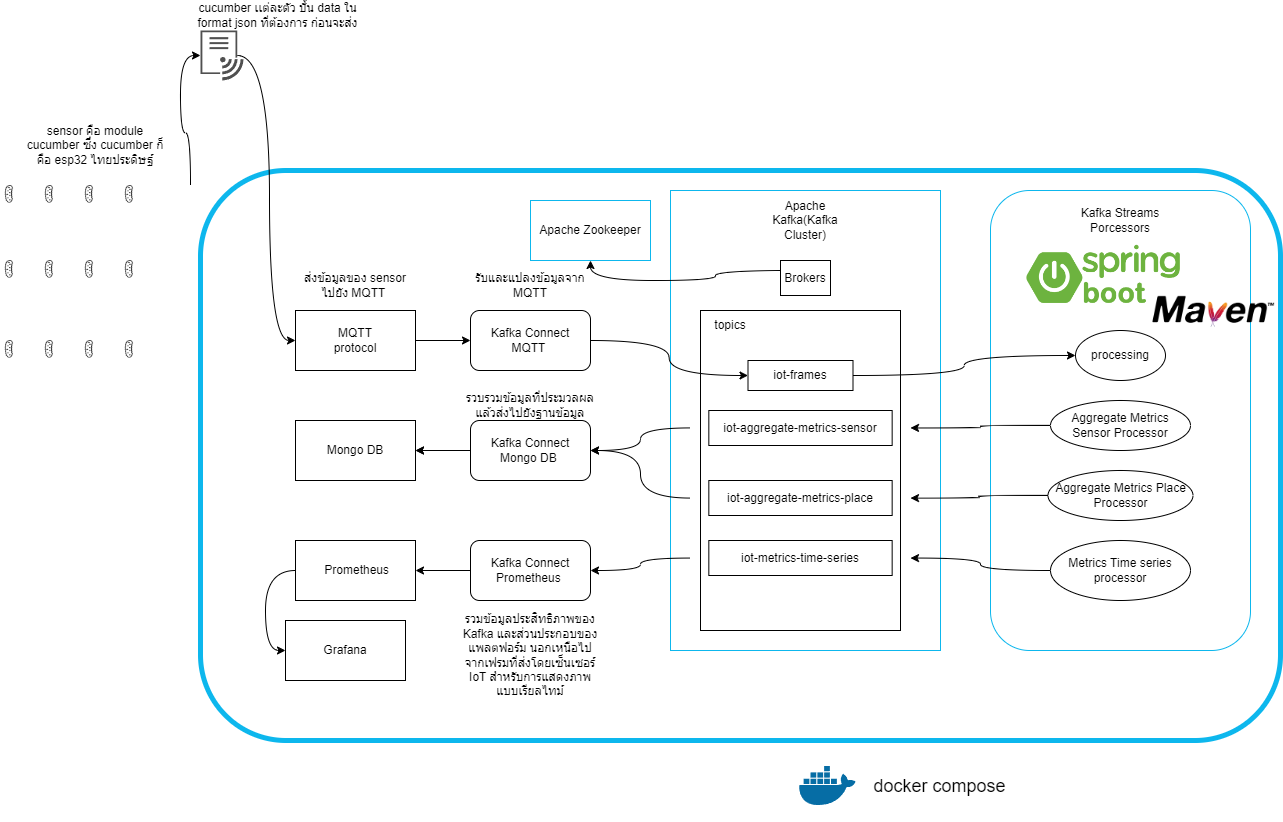 cucumber แต่ละตัว ปั้น data ใน
format json ที่ต้องการ ก่อนจะส่ง
sensor คือ module
cucumber ซึ่ง cucumber ก็
คือ esp32 ไทยประดิษฐ์
ส่งข้อมูลของ sensor
ไปยัง MQTT
MQTT
protocol
รับและแปลงข้อมูลจาก
MQTT
Kafka Connect
MQTT
Apache Zookeeper
Apache
Kafka(Kafka
Cluster)
Brokers
topics
iot-frames
iot-aggregate-metrics-sensor
iot-aggregate-metrics-place
iot-metrics-time-series
Kafka Streams
Porcessors
spring
boot
Maven™
processing
Aggregate Metrics
Sensor Processor
Aggregate Metrics Place
Processor
Metrics Time series
processor
รวบรวมข้อมูลที่ประมวลผล
แล้วส่งไปยังฐานข้อมูล
Kafka Connect
Mongo DB
Mongo DB
Prometheus
Kafka Connect
Prometheus
Grafana
รวมข้อมูลประสิทธิภาพของ
Kafka และส่วนประกอบของ
แพลตฟอร์ม นอกเหนือไป
จากเฟรมที่ส่งโดยเซ็นเซอร์
IoT สำหรับการแสดงภาพ
แบบเรียลไทม์
docker compose